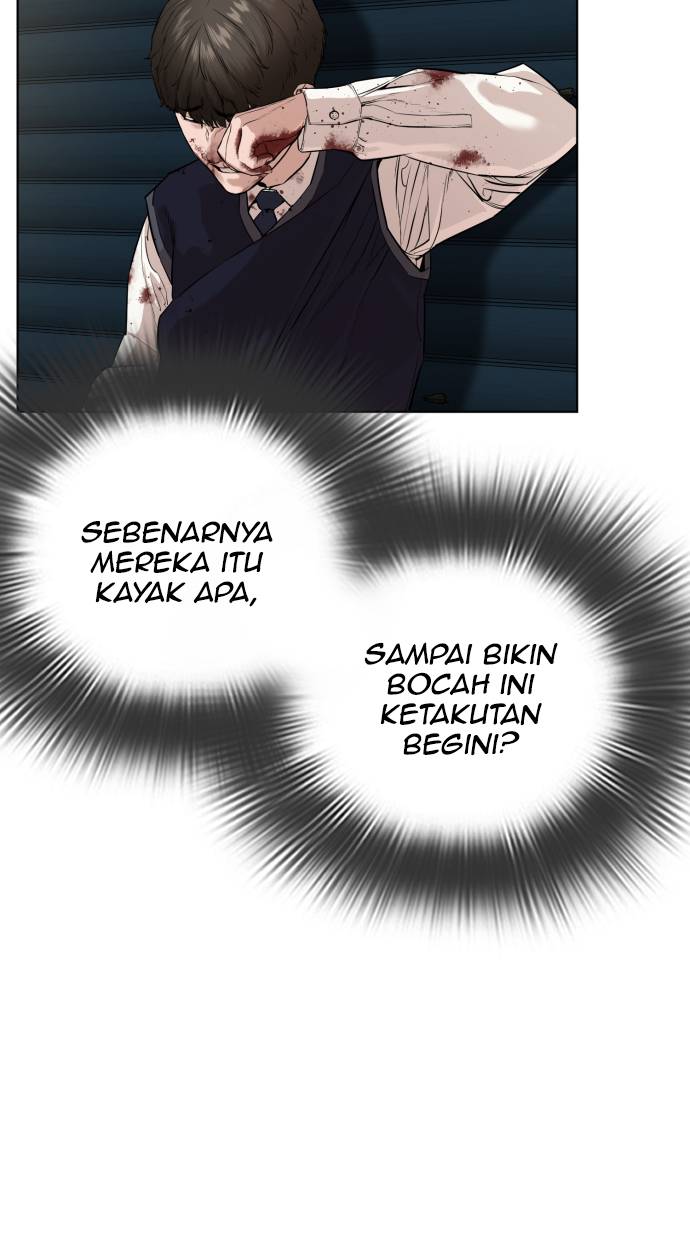 SEBENARNYA
MEREKA ITU
KAYAK APA,
SAMPAI BIKIN
BOCAH INI
KETAKUTAN
BEGINI?